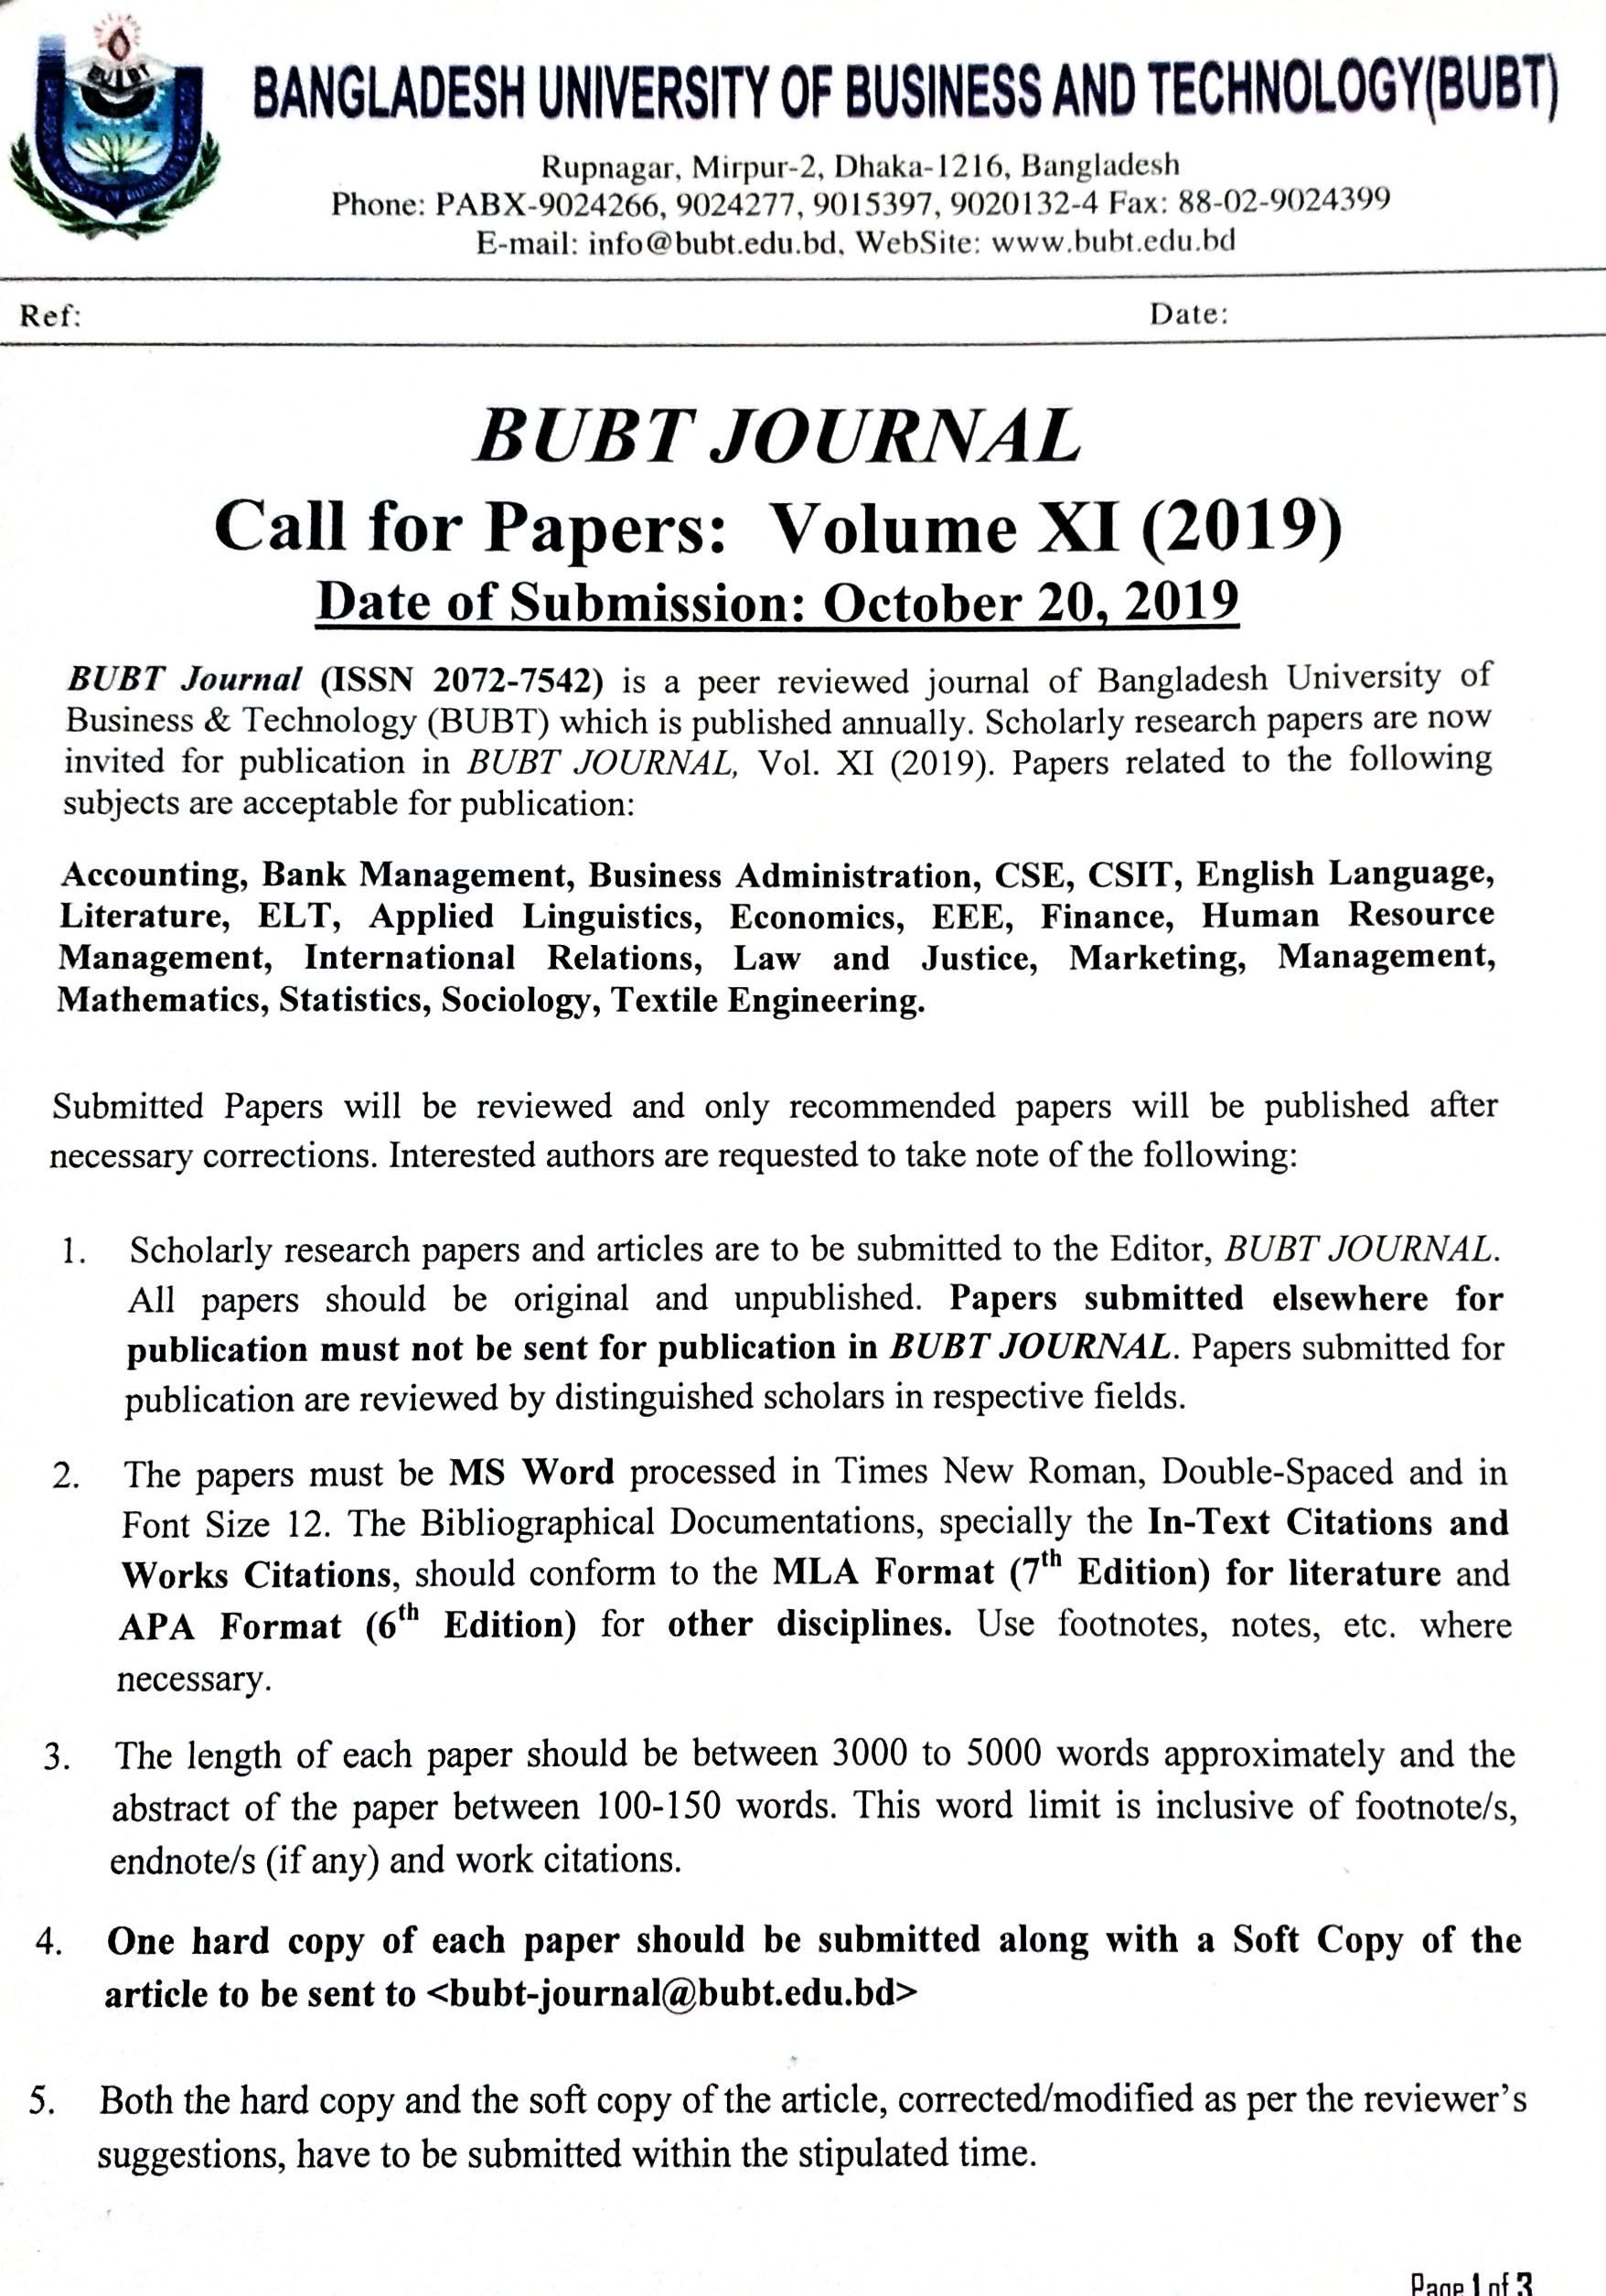 BUBT
BANGLADESH UNIVERSITY OF BUSINESS AND TECHNOLOGY(BUBT)
Rupnagar, Mirpur-2, Dhaka-1216, Bangladesh
Phone: PABX-9024266, 9024277, 9015397, 9020132-4 Fax: 88-02-9024399
E-mail: info@bubt.edu.bd, WebSite: www.bubt.edu.bd
Ref: Date:
BUBT JOURNAL
Call for Papers: Volume XI (2019)
Date of Submission: October 20, 2019
BUBT Journal (ISSN 2072-7542) is a peer reviewed journal of Bangladesh University of
Business & Technology (BUBT) which is published annually. Scholarly research papers are now
invited for publication in BUBT JOURNAL, Vol. XI (2019). Papers related to the following
subjects are acceptable for publication:
Accounting, Bank Management, Business Administration, CSE, CSIT, English Language,
Literature, ELT, Applied Linguistics, Economics, EEE, Finance, Human Resource
Management, International Relations, Law and Justice, Marketing, Management,
Mathematics, Statistics, Sociology, Textile Engineering.
Submitted Papers will be reviewed and only recommended papers will be published after
necessary corrections. Interested authors are requested to take note of the following:
1. Scholarly research papers and articles are to be submitted to the Editor, BUBT JOURNAL.
All papers should be original and unpublished. Papers submitted elsewhere for
publication must not be sent for publication in BUBT JOURNAL. Papers submitted for
publication are reviewed by distinguished scholars in respective fields.
2. The papers must be MS Word processed in Times New Roman, Double-Spaced and in
Font Size 12. The Bibliographical Documentations, specially the In-Text Citations and
Works Citations, should conform to the MLA Format (7th Edition) for literature and
APA Format (6th Edition) for other disciplines. Use footnotes, notes, etc. where
necessary.
3. The length of each paper should be between 3000 to 5000 words approximately and the
abstract of the paper between 100-150 words. This word limit is inclusive of footnote/s,
endnote/s (if any) and work citations.
4. One hard copy of each paper should be submitted along with a Soft Copy of the
article to be sent to <bubt-journal@bubt.edu.bd>
5. Both the hard copy and the soft copy of the article, corrected/modified as per the reviewer's
suggestions, have to be submitted within the stipulated time.
Page 1 of 3